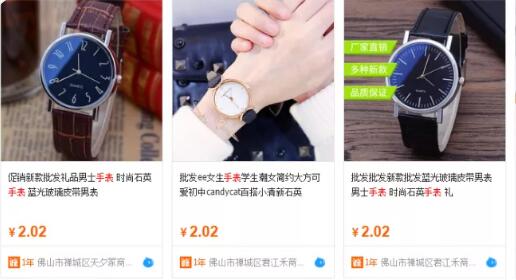 厂家直销
多种新款
品质保证
促销新款批发礼品男士手表 时尚石英
手表 蓝光玻璃皮带男表
批发ee女生手表学生潮女简约大方可
爱初中candycat百搭小清新石英
批发批发新款批发蓝光玻璃皮带男表
男士手表 时尚石英手表 礼
¥ 2.02
¥ 2.02
¥ 2.02
1年 佛山市禅城区天夕家商...
1年 佛山市禅城区君江禾商...
1年 佛山市禅城区君江禾商...